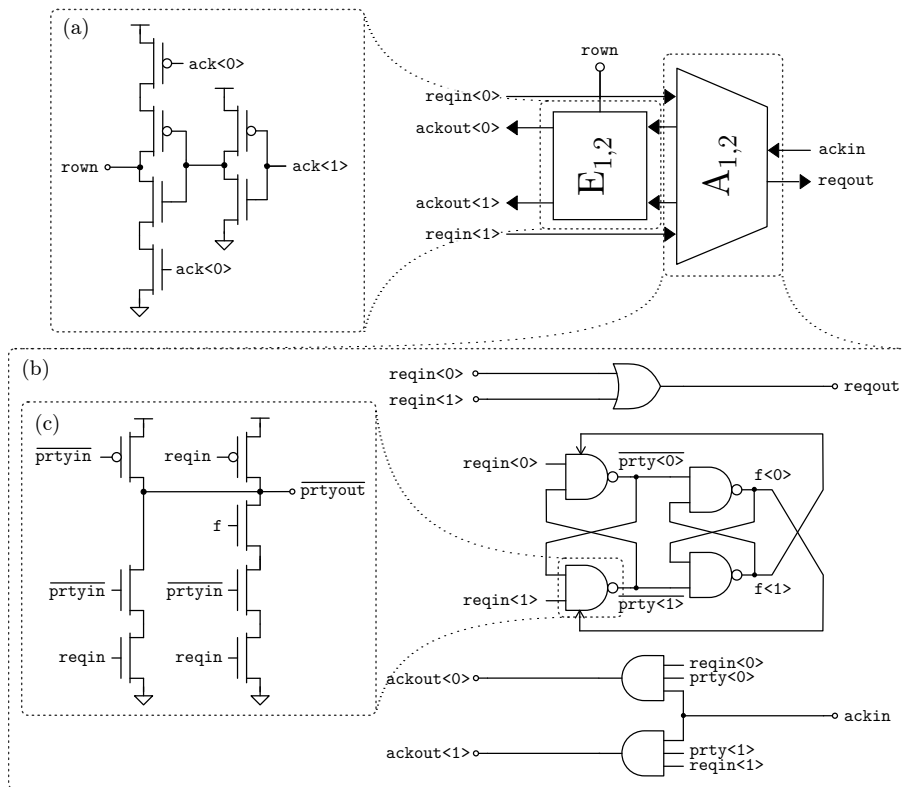 (a)
ack<0>
rown
ack<1>
ack<0>
rown
reqin<0>
ackout<0>
ackout<1>
reqin<1>
E1,2
A1,2
ackin
reqout
(b)
reqin<0>
reqin<1>
reqout
(c)
prtyin
reqin
prtyout
f
prtyin
prtyin
reqin
reqin
reqin<0>
prty<0>
f<0>
reqin<1>
prty<1>
f<1>
ackout<0>
reqin<0>
prty<0>
ackin
ackout<1>
prty<1>
reqin<1>